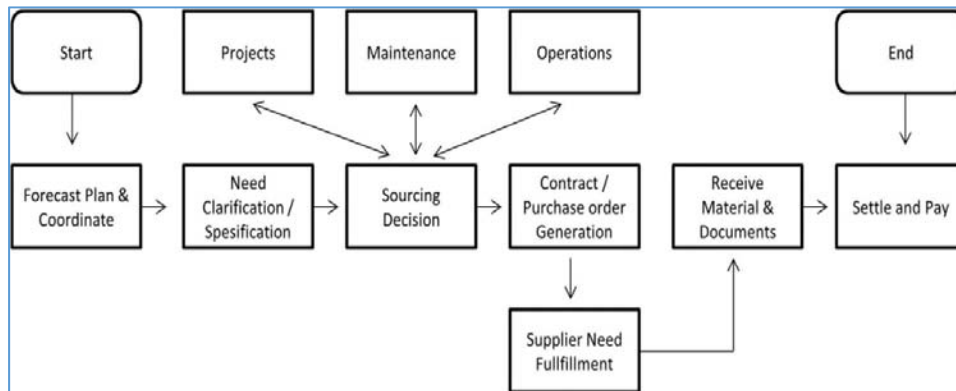 Start
Projects
Maintenance
Operations
End
Forecast Plan &
Coordinate
Need
Clarification /
Spesification
Sourcing
Decision
Contract /
Purchase order
Generation
Receive
Material &
Documents
Settle and Pay
Supplier Need
Fullfillment